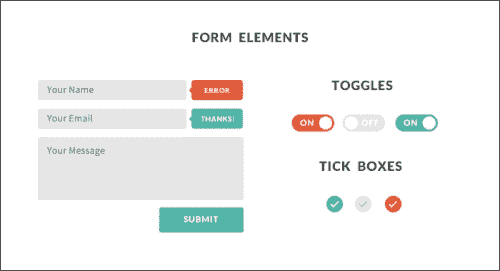 FORM ELEMENTS
Your Name
ERROR
Your Email
THANKS!
Your Message
SUBMIT
TOGGLES
ON
OFF
ON
TICK BOXES